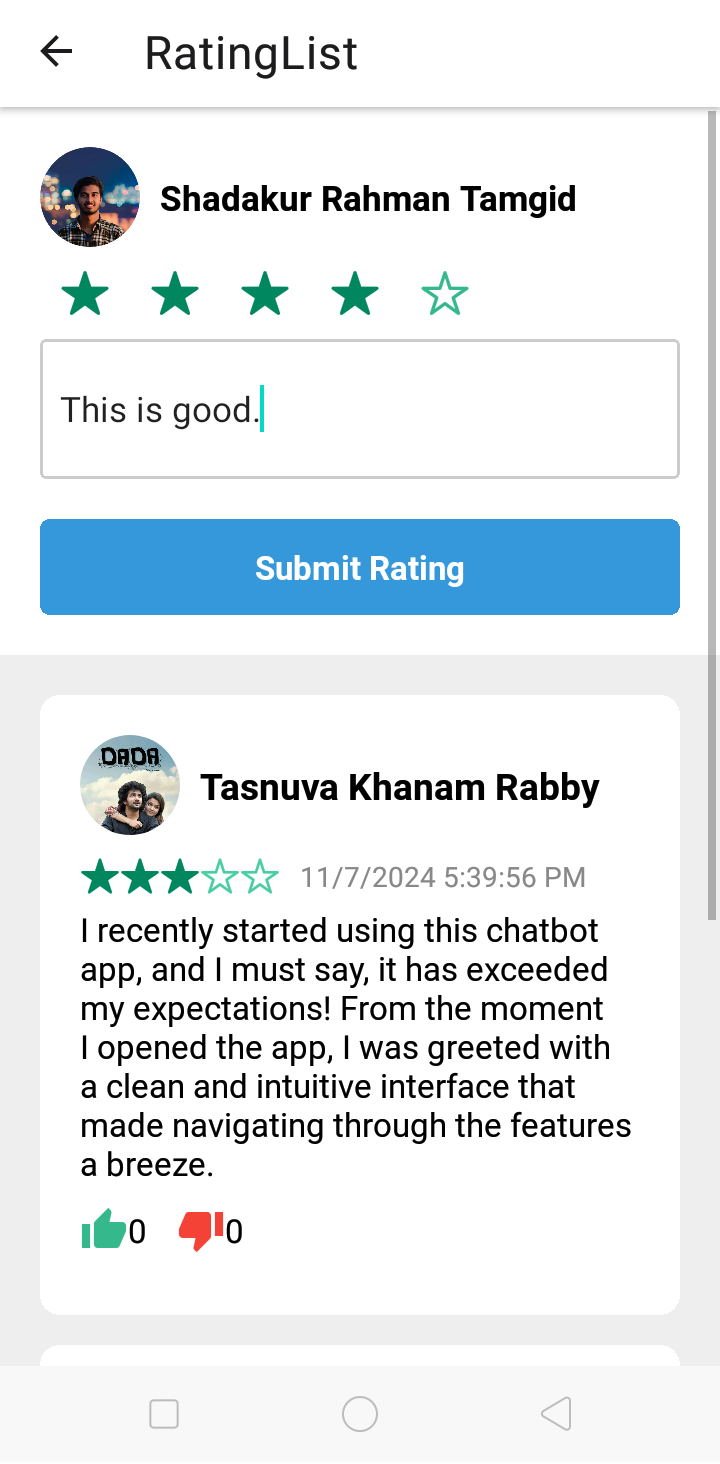 RatingList
Shadakur Rahman Tamgid
This is good.
Submit Rating
DADA
Tasnuva Khanam Rabby
11/7/2024 5:39:56 PM
I recently started using this chatbot
app, and I must say, it has exceeded
my expectations! From the moment
I opened the app, I was greeted with
a clean and intuitive interface that
made navigating through the features
a breeze.
0 0